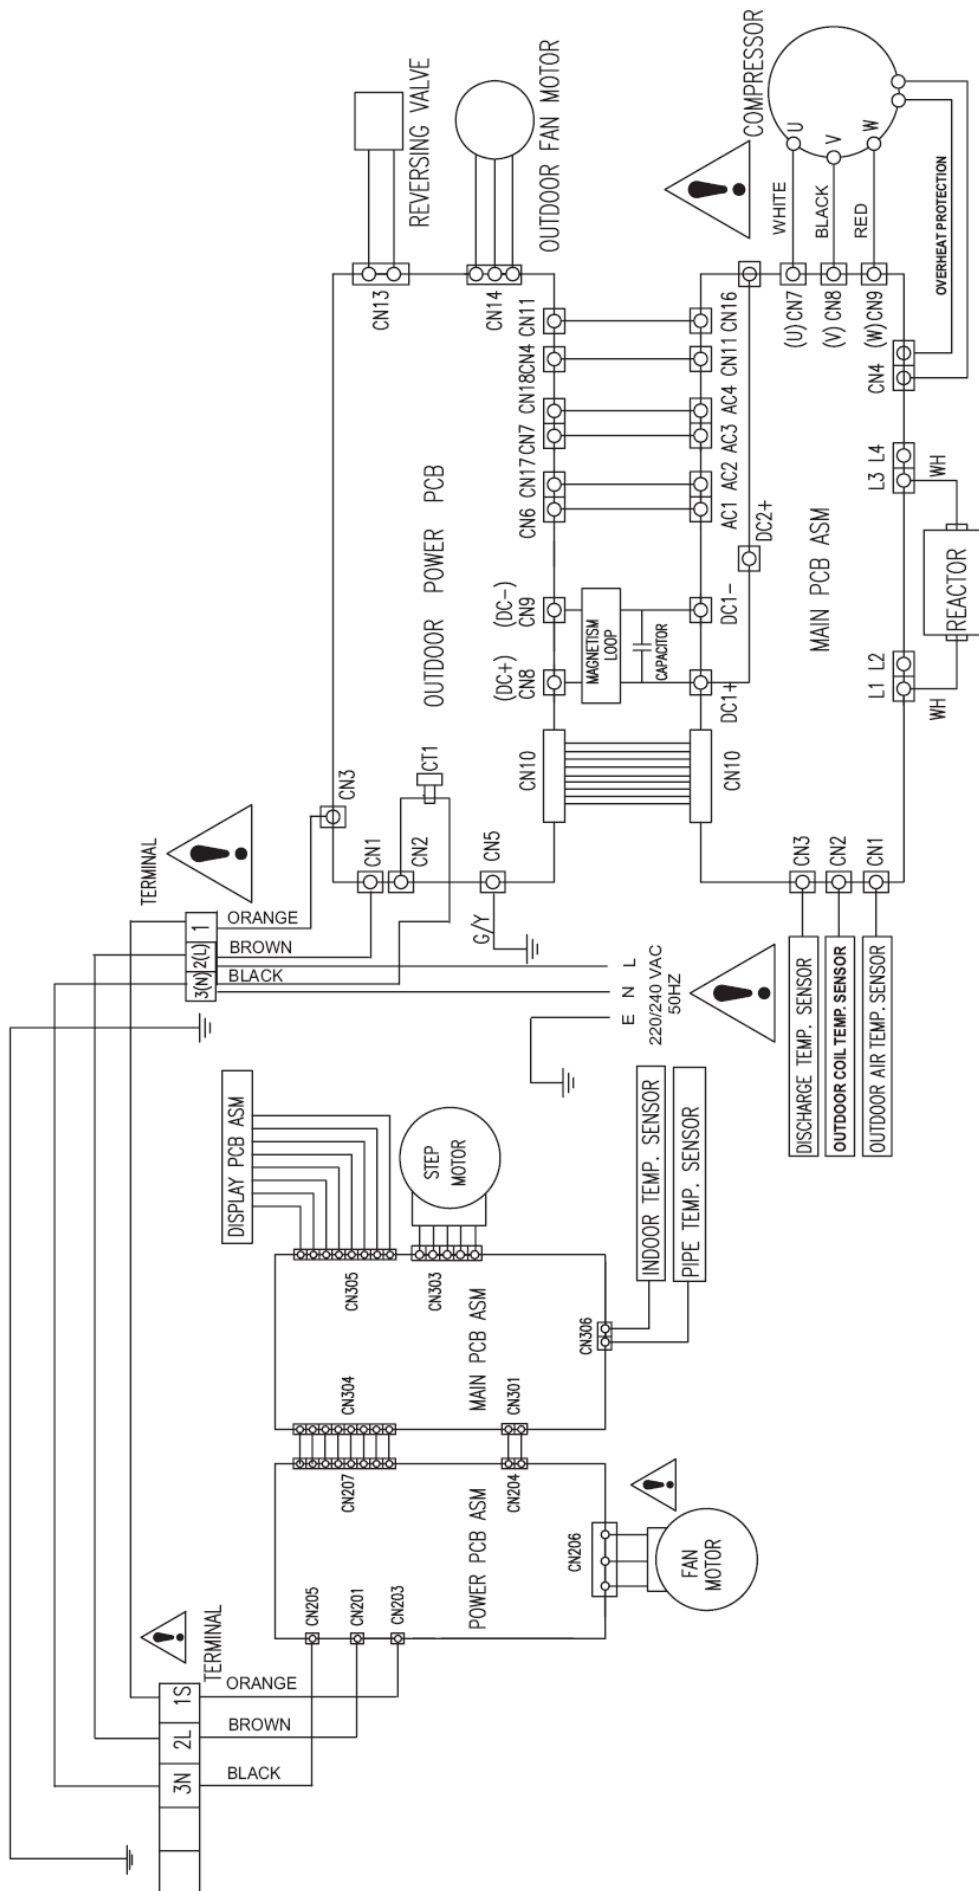 REVERSING VALVE
OUTDOOR FAN MOTOR
COMPRESSOR
U
V
W
WHITE
BLACK
RED
OVERHEAT PROTECTION
CN13
CN14
CN11
CN4
CN18
CN7
CN17
CN6
(DC-)
CN9
(DC+)
CN8
CN10
OUTDOOR POWER PCB
CT1
CN3
CN1
CN2
CN5
G/Y
MAGNETISM
LOOP
CAPACITOR
CN16
CN11
AC4
AC3
AC2
AC1
DC2+
DC1-
DC1+
CN10
(U)CN7
(V)CN8
(W)CN9
CN4
L4
L3
WH
MAIN PCB ASM
REACTOR
L2
L1
WH
CN3
CN2
CN1
DISCHARGE TEMP. SENSOR
OUTDOOR COIL TEMP. SENSOR
OUTDOOR AIR TEMP. SENSOR
TERMINAL
1
2(L)
3(N)
ORANGE
BROWN
BLACK
E N L
220/240 VAC
50HZ
DISPLAY PCB ASM
STEP
MOTOR
INDOOR TEMP. SENSOR
PIPE TEMP. SENSOR
CN305
CN303
CN306
MAIN PCB ASM
CN304
CN301
CN207
CN204
POWER PCB ASM
CN206
CN205
CN201
CN203
FAN
MOTOR
TERMINAL
1S
2L
3N
ORANGE
BROWN
BLACK